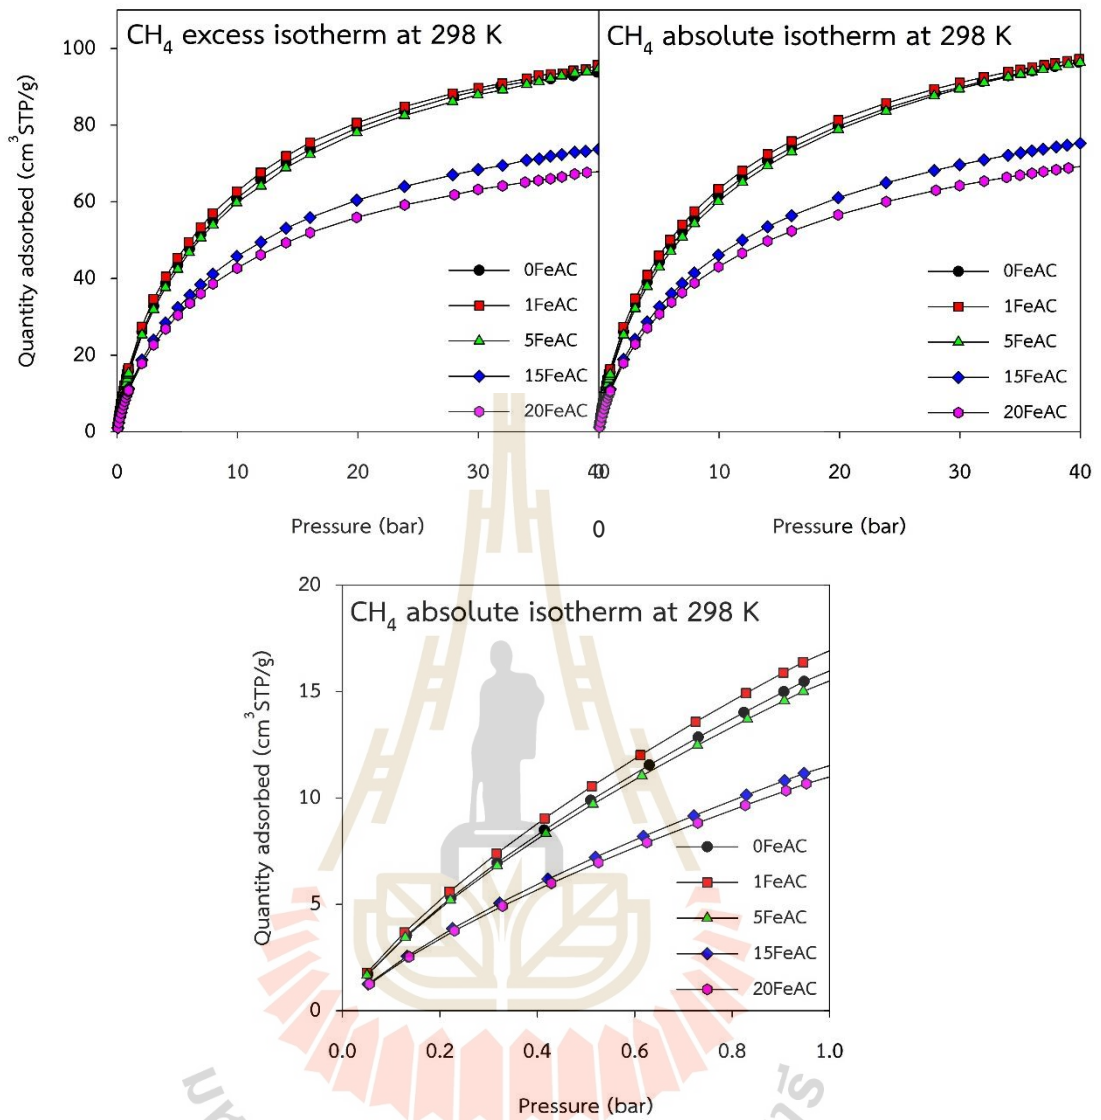 CH4 excess isotherm at 298 K
CH4 absolute isotherm at 298 K
Quantity adsorbed (cm3STP/g)
100
80
60
40
20
0
0FeAC
1FeAC
5FeAC
15FeAC
20FeAC
0FeAC
1FeAC
5FeAC
15FeAC
20FeAC
0 10 20 30 40
0 10 20 30 40
Pressure (bar)
0
Pressure (bar)
CH4 absolute isotherm at 298 K
Quantity adsorbed (cm3STP/g)
20
15
10
5
0
0FeAC
1FeAC
5FeAC
15FeAC
20FeAC
0.0 0.2 0.4 0.6 0.8 1.0
Pressure (bar)